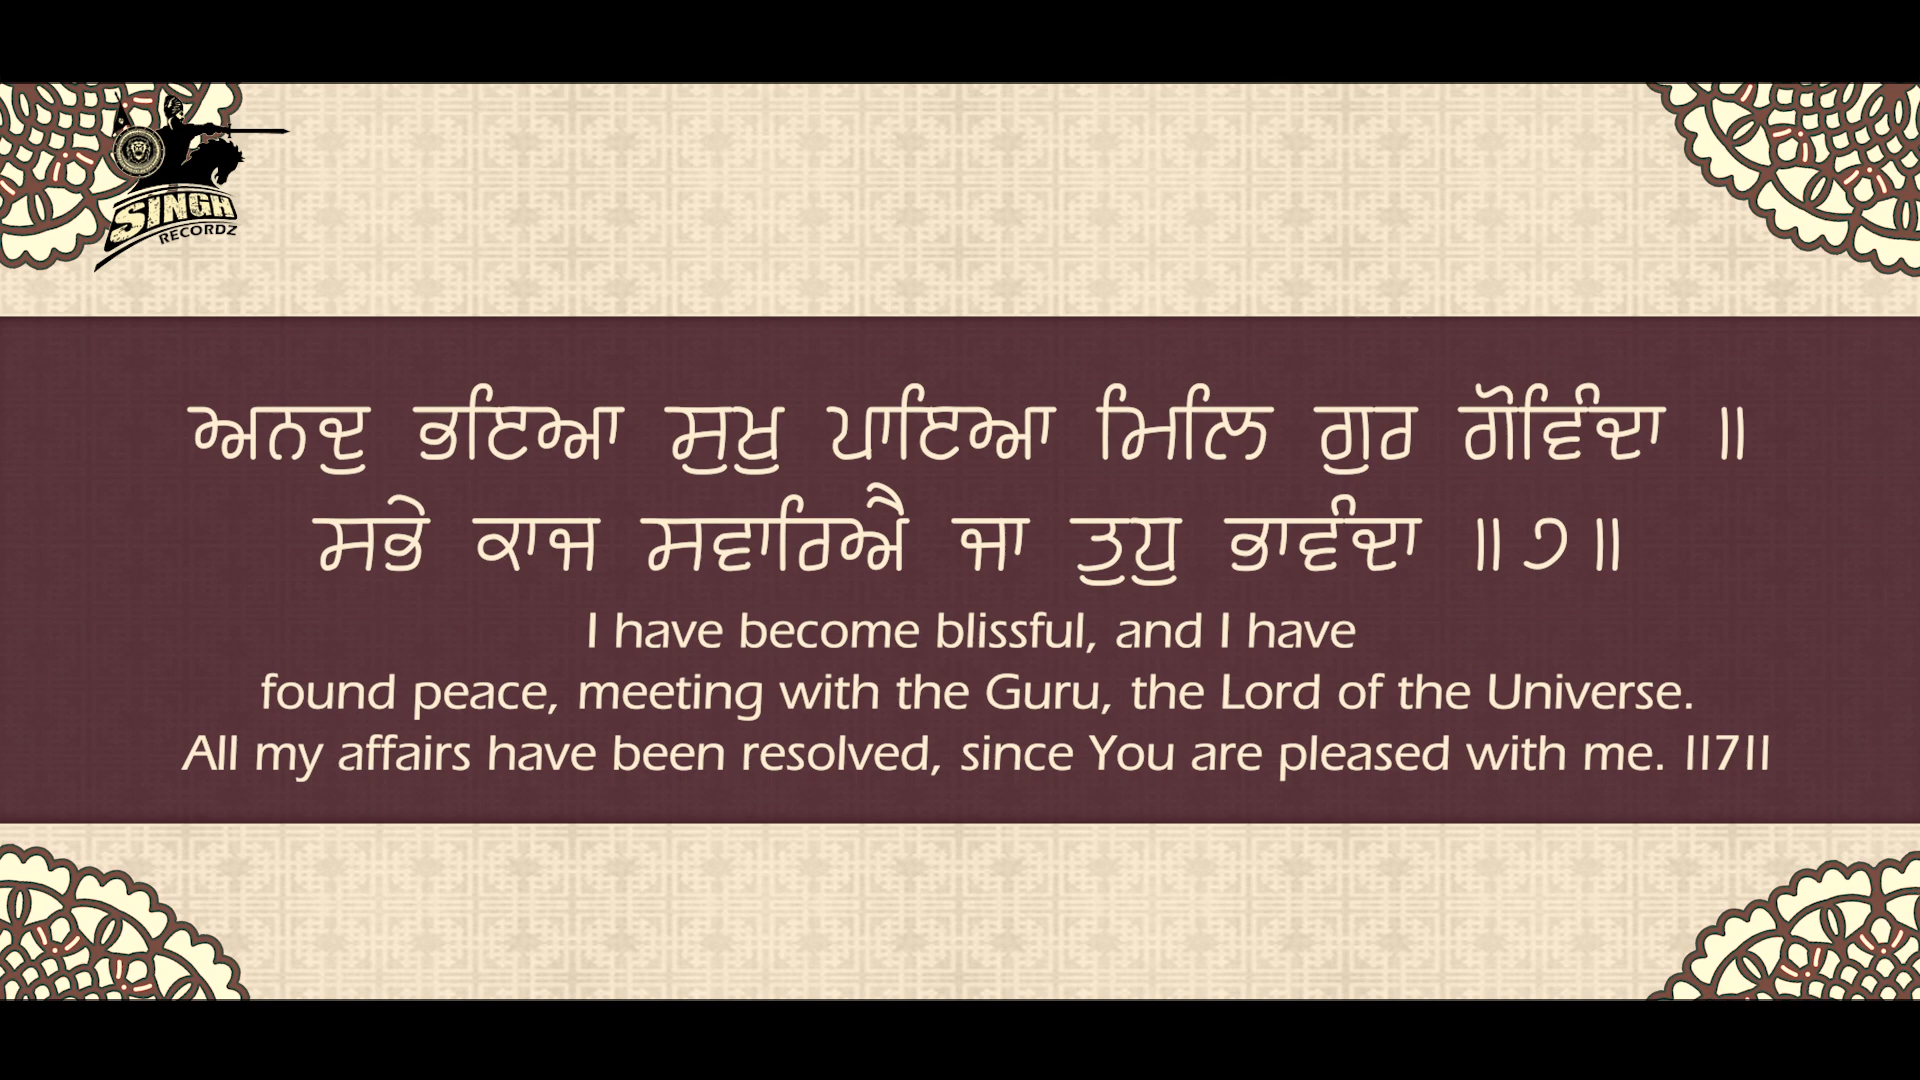 SINGH
RECORDZ
ਅਨਦੁ ਭਇਆ ਸੁਖੁ ਪਾਇਆ ਮਿਲਿ ਗੁਰ ਗੋਵਿੰਦਾ ॥
ਸਭੇ ਕਾਜ ਸਵਾਰਿਐ ਜਾ ਤੁਧੁ ਭਾਵੰਦਾ ॥੭॥
I have become blissful, and I have
found peace, meeting with the Guru, the Lord of the Universe.
All my affairs have been resolved, since You are pleased with me. II7II